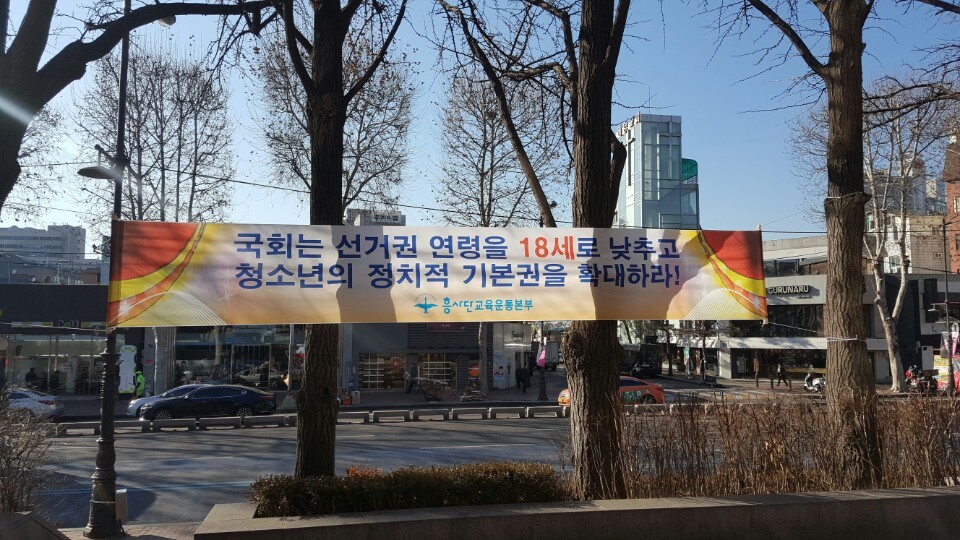 국회는 선거권 연령을 18세로 낮추고
청소년의 정치적 기본권을 확대하라!
흥사단교육운동본부
GURUNARU